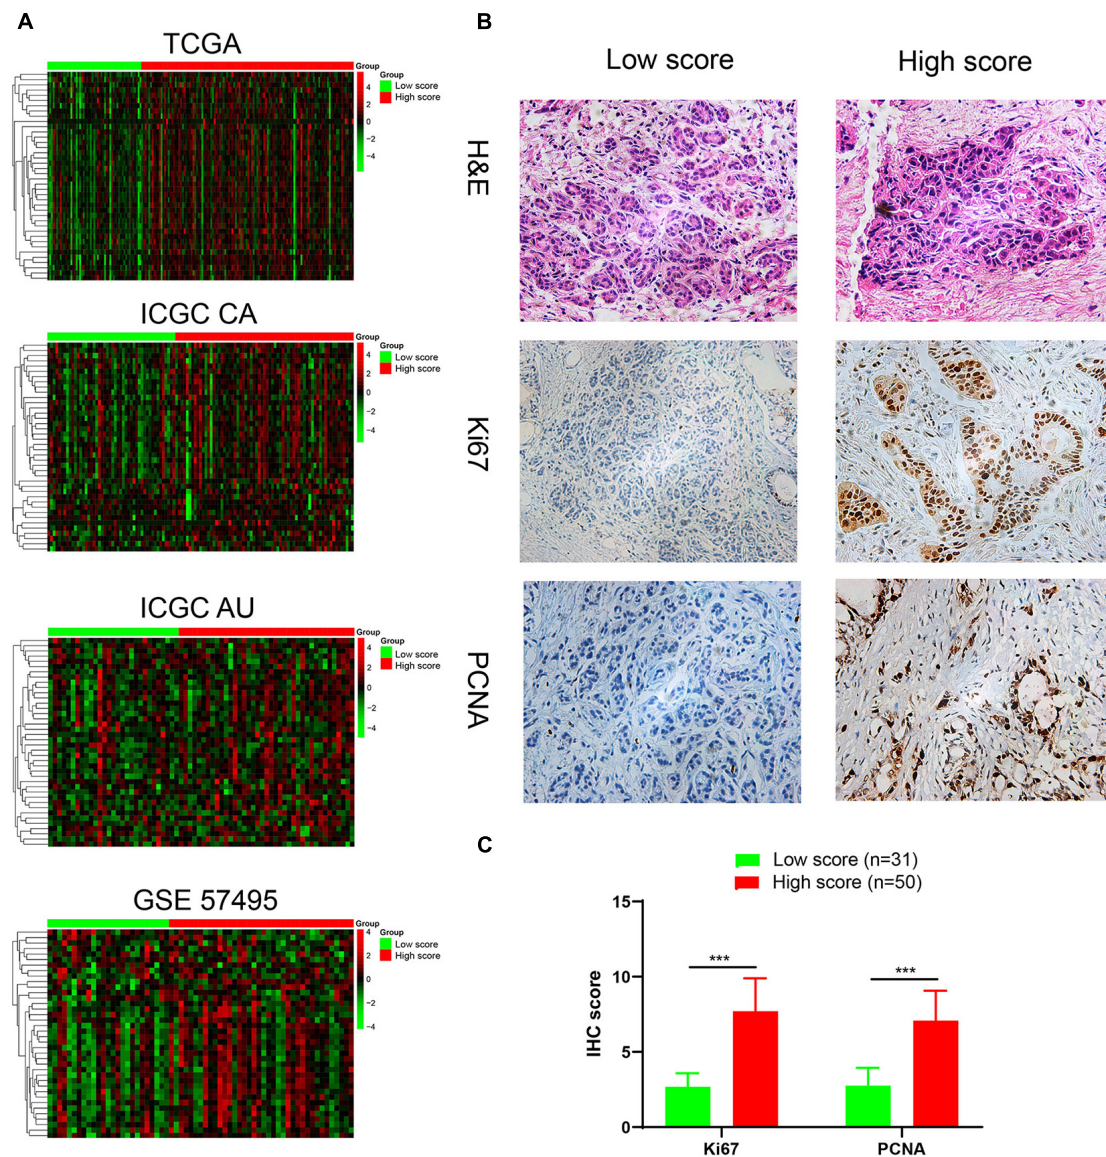 A
TCGA
Group
4
2
0
−2
−4
Group
Low score
High score
ICGC CA
Group
4
2
0
−2
−4
Low score
High score
ICGC AU
Group
4
2
0
−2
−4
Group
Low score
High score
GSE 57495
Group
4
2
0
−2
−4
Low score
High score
B
Low score High score
H&E
Ki67
PCNA
C
Low score (n=31)
High score (n=50)
IHC score
15
10
5
0
***
***
Ki67 PCNA